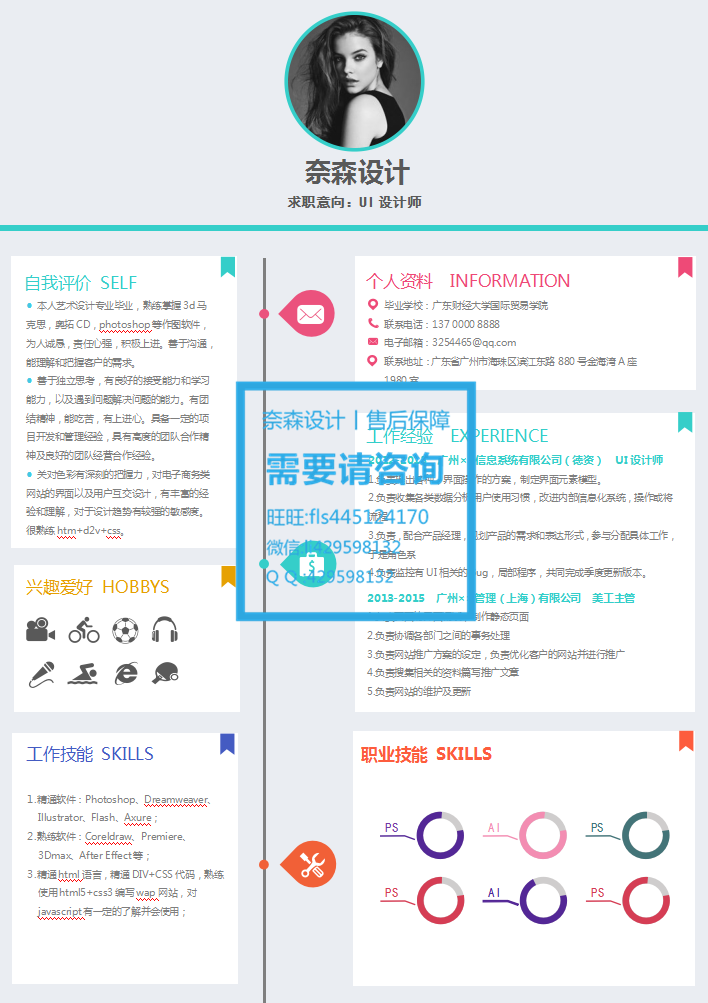 奈森设计
求职意向：UI 设计师
自我评价 SELF
本人艺术设计专业毕业，熟练掌握 3d 马
克思，奥拓 CD，photoshop 等作图软件，
为人诚恳，责任心强，积极上进。善于沟通，
能理解和把握客户的需求。
善于独立思考，有良好的接受能力和学习
能力，以及遇到问题解决问题的能力。有团
结精神，能吃苦，有上进心。具备一定的项
目开发和管理经验，具有高度的团队合作精
神及良好的团队经营合作经验。
关对色彩有深刻的把握力，对电子商务类
网站的界面以及用户互交设计，有丰富的经
验和理解，对于设计趋势有较强的敏感度。
很熟练 htm+d2v+css。
兴趣爱好 HOBBYS
工作技能 SKILLS
1.精通软件：Photoshop、Dreamweaver、
Illustrator、Flash、Axure；
2.熟练软件：Coreldraw、Premiere、
3Dmax、After Effect 等；
3.精通 html 语言，精通 DIV+CSS 代码，熟练
使用 html5+css3 编写 wap 网站，对
javascript 有一定的了解并会使用；
个人资料 INFORMATION
毕业学校：广东财经大学国际贸易学院
联系电话：137 0000 8888
电子邮箱：3254465@qq.com
联系地址：广东省广州市海珠区滨江东路 880 号金海湾 A 座
1980 室
工作经验 EXPERIENCE
广州××信息系统有限公司（德资） UI 设计师
界面操作的方案，制定界面元素模型。
2.负责收集各类数据分析用户使用习惯，改进内部信息化系统，操作或将
流程。
3.负责，配合产品经理，规划产品的需求和表达形式，参与分配具体工作，
色系
4.负责监控有 UI 相关的 bug，局部程序，共同完成季度更新版本。
2013-2015 广州××管理（上海）有限公司 美工主管
制作静态页面
2.负责协调各部门之间的事务处理
3.负责网站推广方案的设定，负责优化客户的网站并进行推广
4.负责搜集相关的资料篇写推广文章
5.负责网站的维护及更新
职业技能 SKILLS
PS
AI
PS
PS
AI
PS
奈森设计丨售后保障
需要请咨询
旺旺:fls445124170
微信:429598132
Q Q :429598132